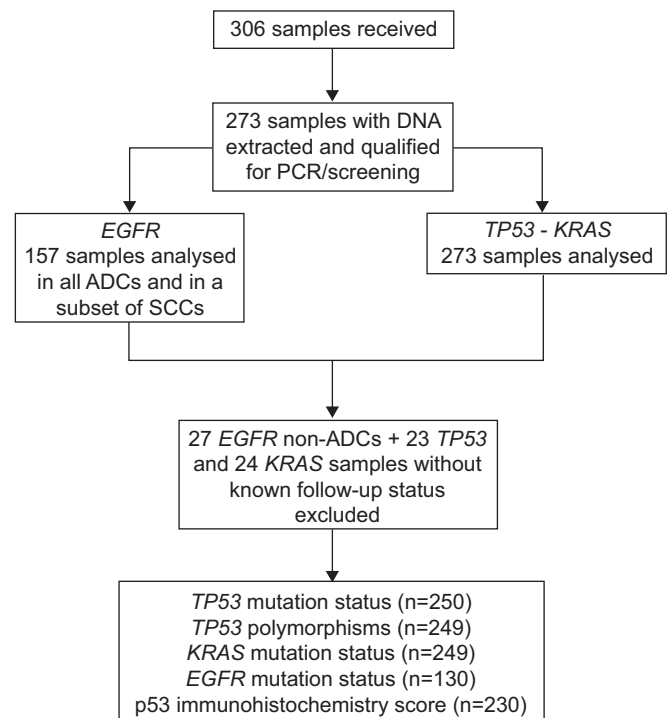 306 samples received
273 samples with DNA
extracted and qualified
for PCR/screening
EGFR
157 samples analysed
in all ADCs and in a
subset of SCCs
TP53 - KRAS
273 samples analysed
27 EGFR non-ADCs + 23 TP53
and 24 KRAS samples without
known follow-up status
excluded
TP53 mutation status (n=250)
TP53 polymorphisms (n=249)
KRAS mutation status (n=249)
EGFR mutation status (n=130)
p53 immunohistochemistry score (n=230)